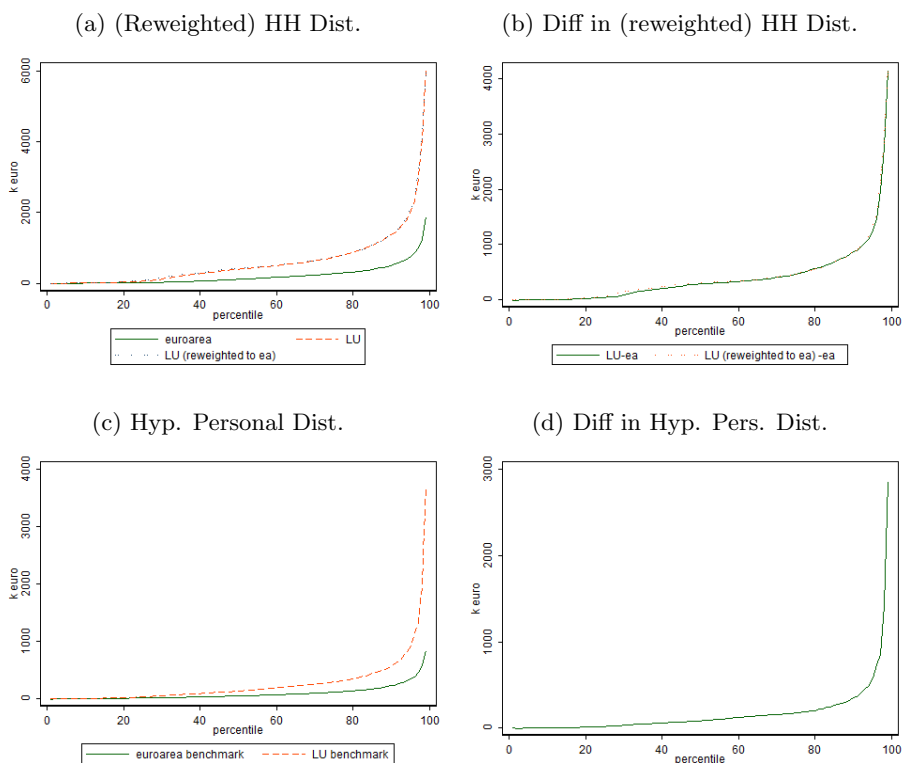 (a) (Reweighted) HH Dist.
k euro
6000
4000
2000
0
0 20 40 60 80 100
percentile
euroarea LU
LU (reweighted to ea)
(b) Diff in (reweighted) HH Dist.
k euro
4000
3000
2000
1000
0
0 20 40 60 80 100
percentile
LU-ea LU (reweighted to ea) -ea
(c) Hyp. Personal Dist.
k euro
4000
3000
2000
1000
0
0 20 40 60 80 100
percentile
euroarea benchmark LU benchmark
(d) Diff in Hyp. Pers. Dist.
k euro
3000
2000
1000
0
0 20 40 60 80 100
percentile